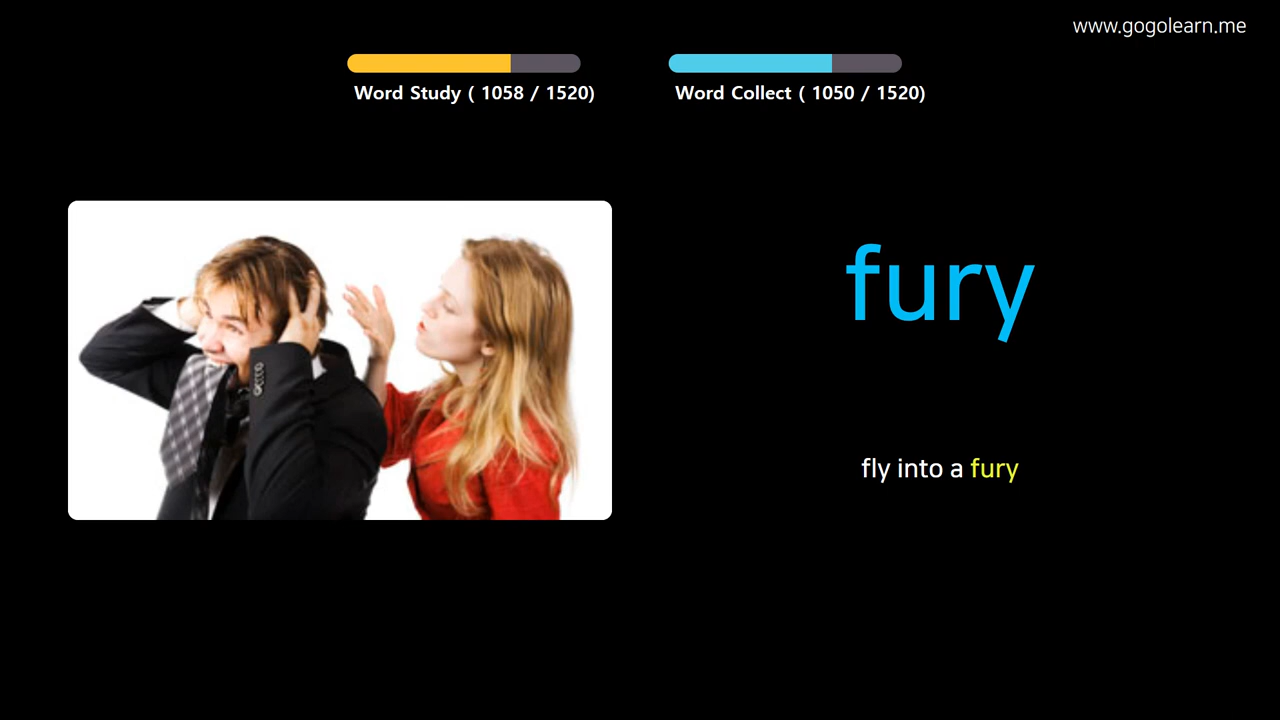 www.gogolearn.me
Word Study ( 1058 / 1520)
Word Collect ( 1050 / 1520)
fury
fly into a fury